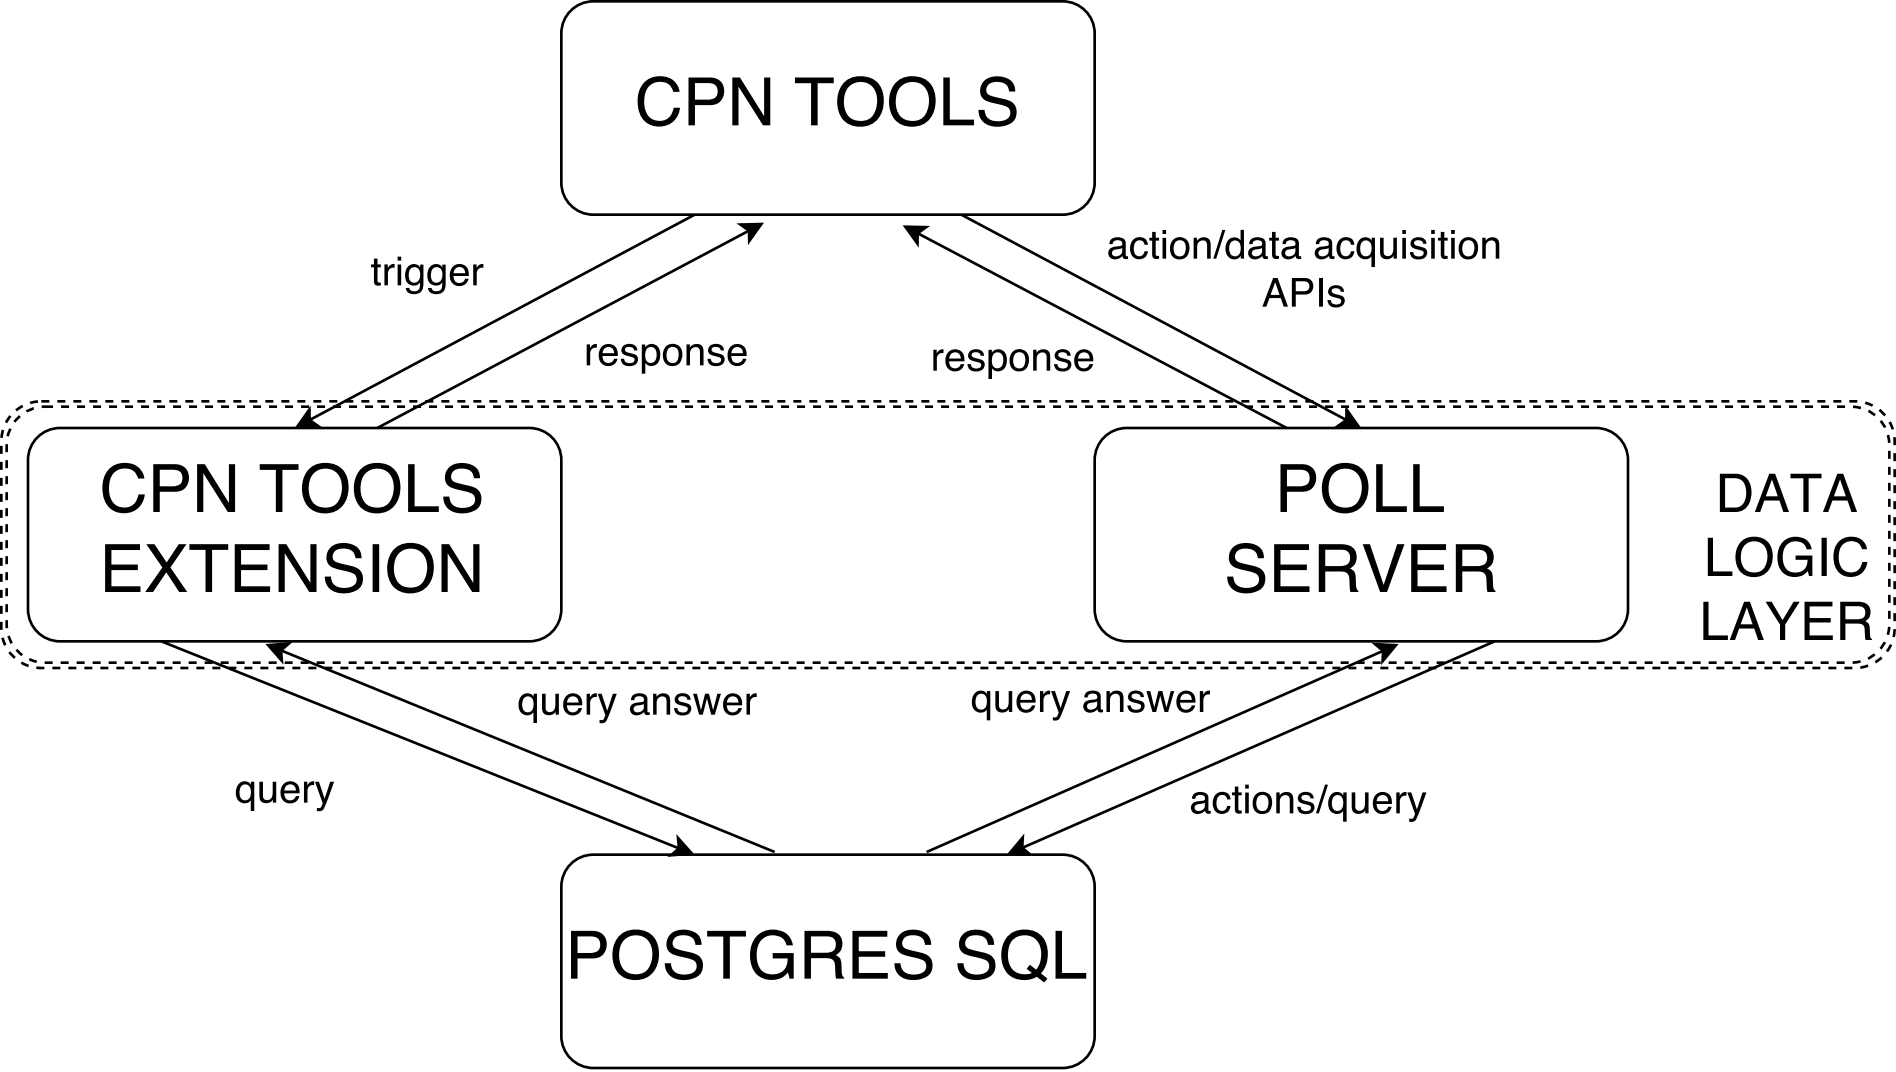 CPN TOOLS
trigger
action/data acquisition
APIs
response
response
CPN TOOLS
EXTENSION
POLL
SERVER
DATA
LOGIC
LAYER
query answer
query answer
query
actions/query
POSTGRES SQL